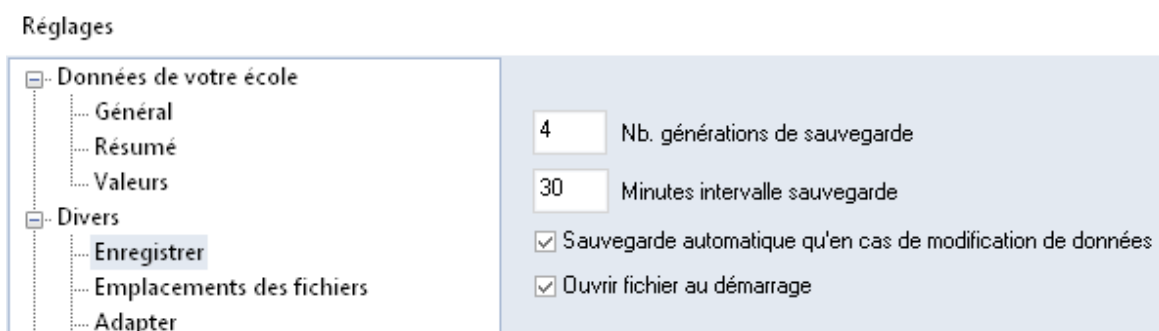 Réglages
Données de votre école
Général
Résumé
Valeurs
Divers
Enregistrer
Emplacements des fichiers
Adapter
4 Nb. générations de sauvegarde
30 Minutes intervalle sauvegarde
Sauvegarde automatique qu'en cas de modification de données
Ouvrir fichier au démarrage